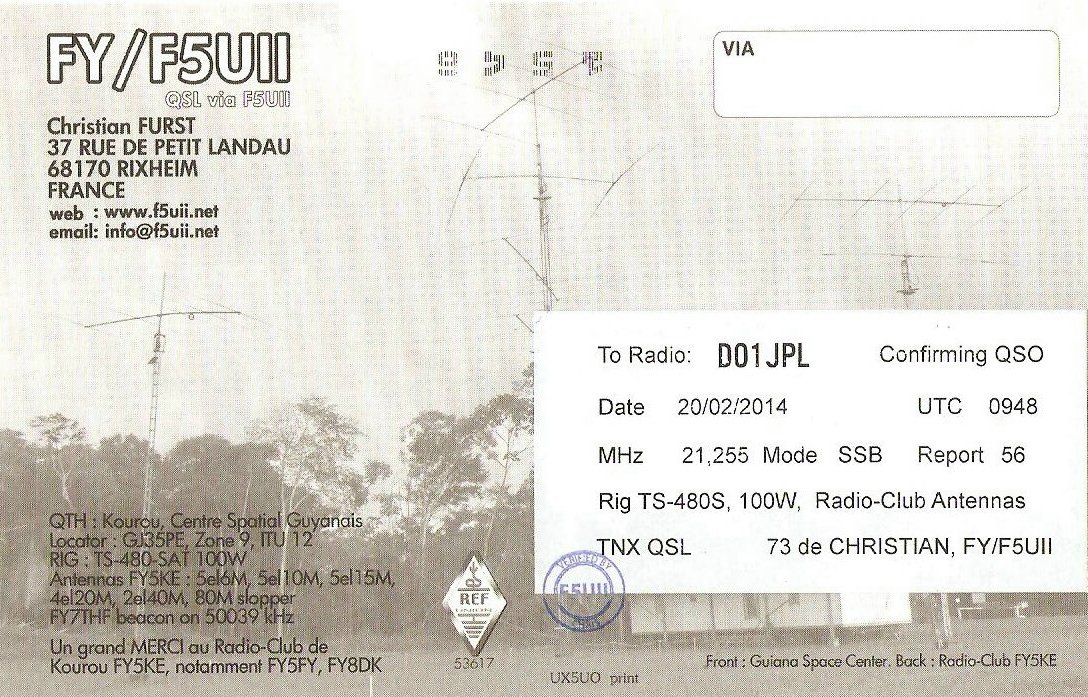 FY/F5UII
QSL via F5UII
Christian FURST
37 RUE DE PETIT LANDAU
68170 RIXHEIM
FRANCE
web : www.f5uii.net
email: info@f5uii.net
VIA
To Radio: DO1JPL Confirming QSO
Date 20/02/2014 UTC 0948
MHz 21,255 Mode SSB Report 56
Rig TS-480S, 100W, Radio-Club Antennas
TNX QSL 73 de CHRISTIAN, FY/F5UII
VERIFIED BY
F5UII
QTH : Kourou, Centre Spatial Guyanais
Locator : GJ35PE, Zone 9, ITU 12
RIG : TS-480-SAT 100W
Antennas FY5KE : 5el6M, 5el10M, 5el15M,
4el20M, 2el40M, 80M slopper
FY7THF beacon on 50039 kHz
Un grand MERCI au Radio-Club de
Kourou FY5KE, notamment FY5FY, FY8DK
REF
53617
UX5UO print
Front : Guiana Space Center. Back : Radio-Club FY5KE